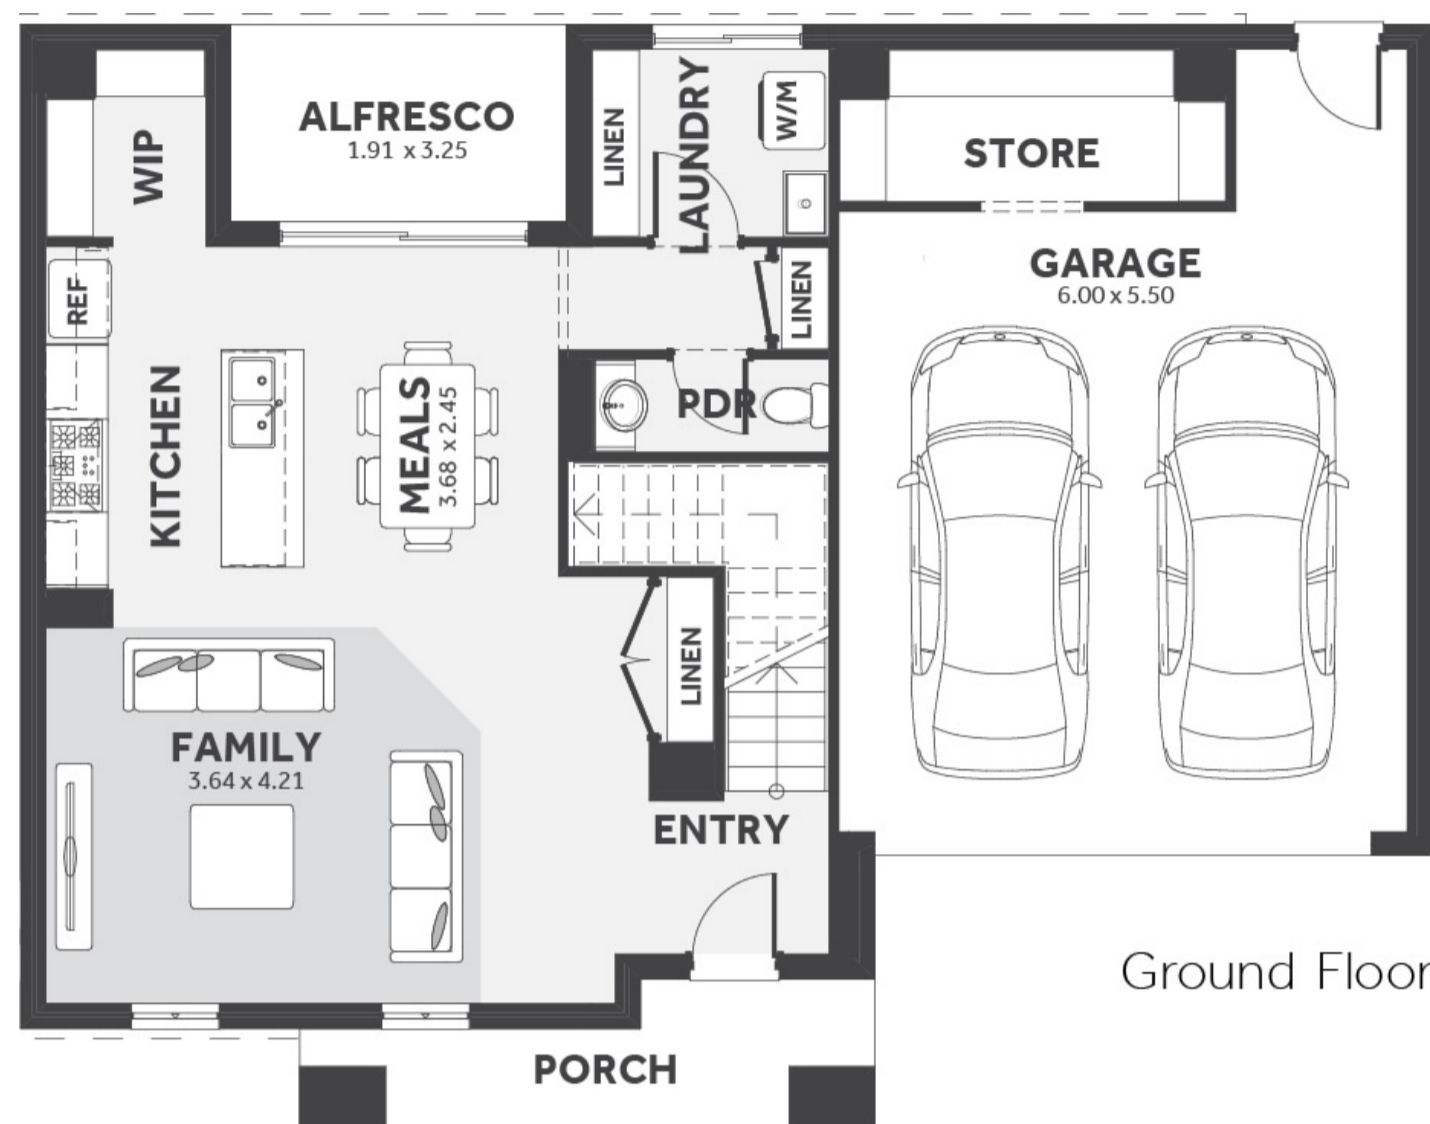 ALFRESCO
1.91 x 3.25
WIP
LINEN
LAUNDRY
W/M
STORE
REF
LINEN
GARAGE
6.00 x 5.50
KITCHEN
MEALS
3.68 x 2.45
PDR
LINEN
FAMILY
3.64 x 4.21
ENTRY
Ground Floor
PORCH